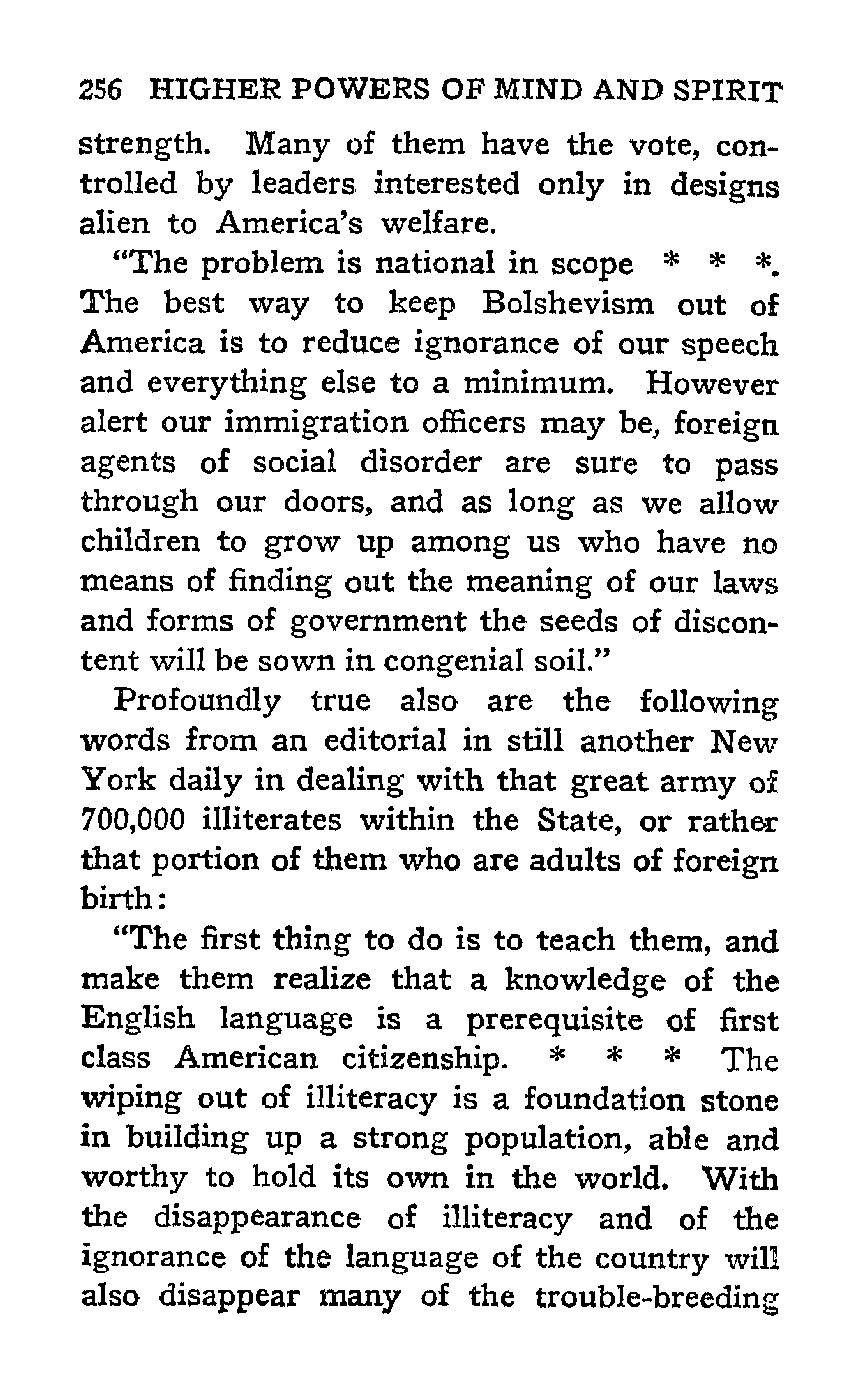 256 HIGHER POWERS OF MIND AND SPIRIT
strength. Many of them have the vote, con-
trolled by leaders interested only in designs
alien to America's welfare.
"The problem is national in scope * * *.
The best way to keep Bolshevism out of
America is to reduce ignorance of our speech
and everything else to a minimum. However
alert our immigration officers may be, foreign
agents of social disorder are sure to pass
through our doors, and as long as we allow
children to grow up among us who have no
means of finding out the meaning of our laws
and forms of government the seeds of discon-
tent will be sown in congenial soil."
Profoundly true also are the following
words from an editorial in still another New
York daily in dealing with that great army of
700,000 illiterates within the State, or rather
that portion of them who are adults of foreign
birth:
"The first thing to do is to teach them, and
make them realize that a knowledge of the
English language is a prerequisite of first
class American citizenship. * * * The
wiping out of illiteracy is a foundation stone
in building up a strong population, able and
worthy to hold its own in the world. With
the disappearance of illiteracy and of the
ignorance of the language of the country will
also disappear many of the trouble-breeding